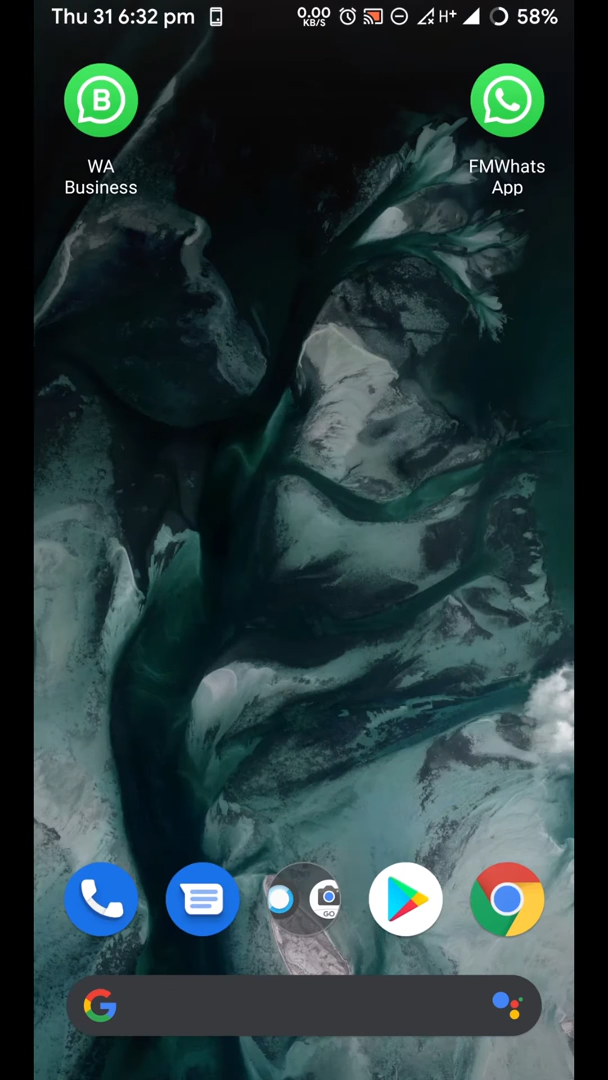 Thu 31 6:32 pm 0.00 KB/S H+ 58%
B
WA
Business
FMWhats
App
GO
G